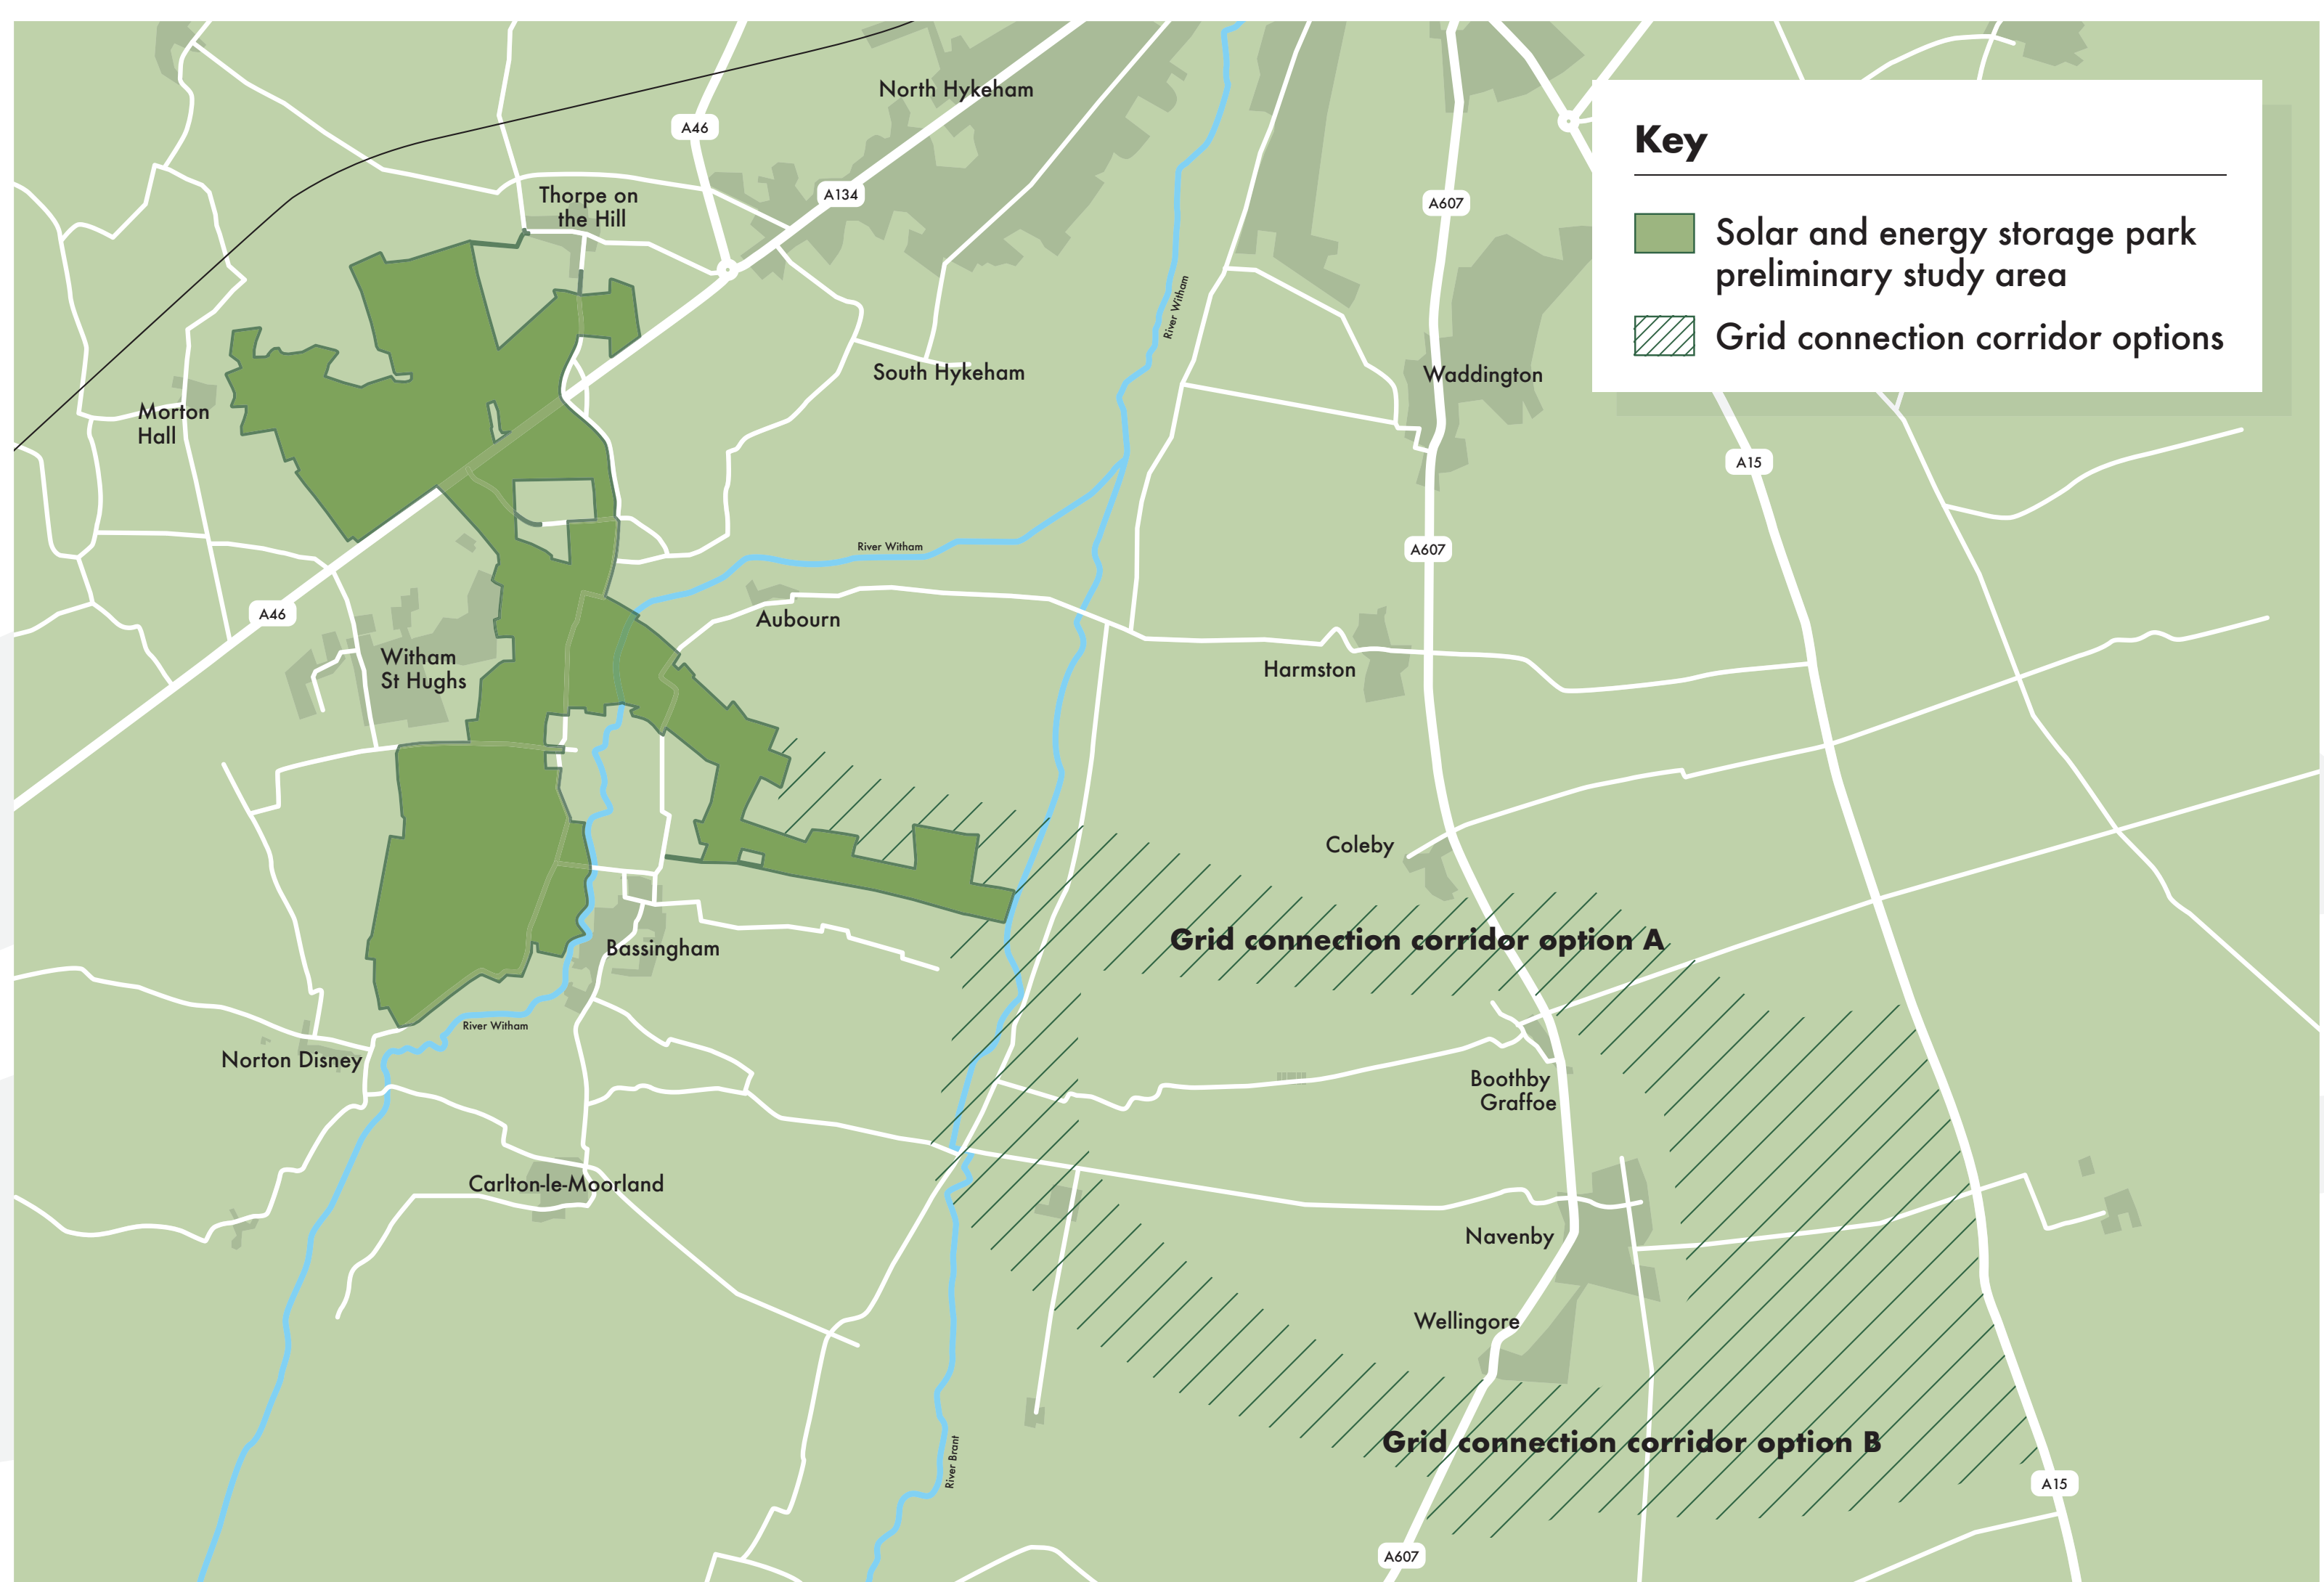 North Hykeham
A46
A134
Thorpe on
the Hill
A607
Key
Solar and energy storage park
preliminary study area
Grid connection corridor options
River Witham
South Hykeham
Waddington
Morton
Hall
A15
River Witham
A607
A46
Aubourn
Witham
St Hughs
Harmston
Coleby
Grid connection corridor option A
Bassingham
River Witham
Norton Disney
Boothby
Graffoe
Carlton-le-Moorland
Navenby
Wellingore
Grid connection corridor option B
River Brant
A15
A607